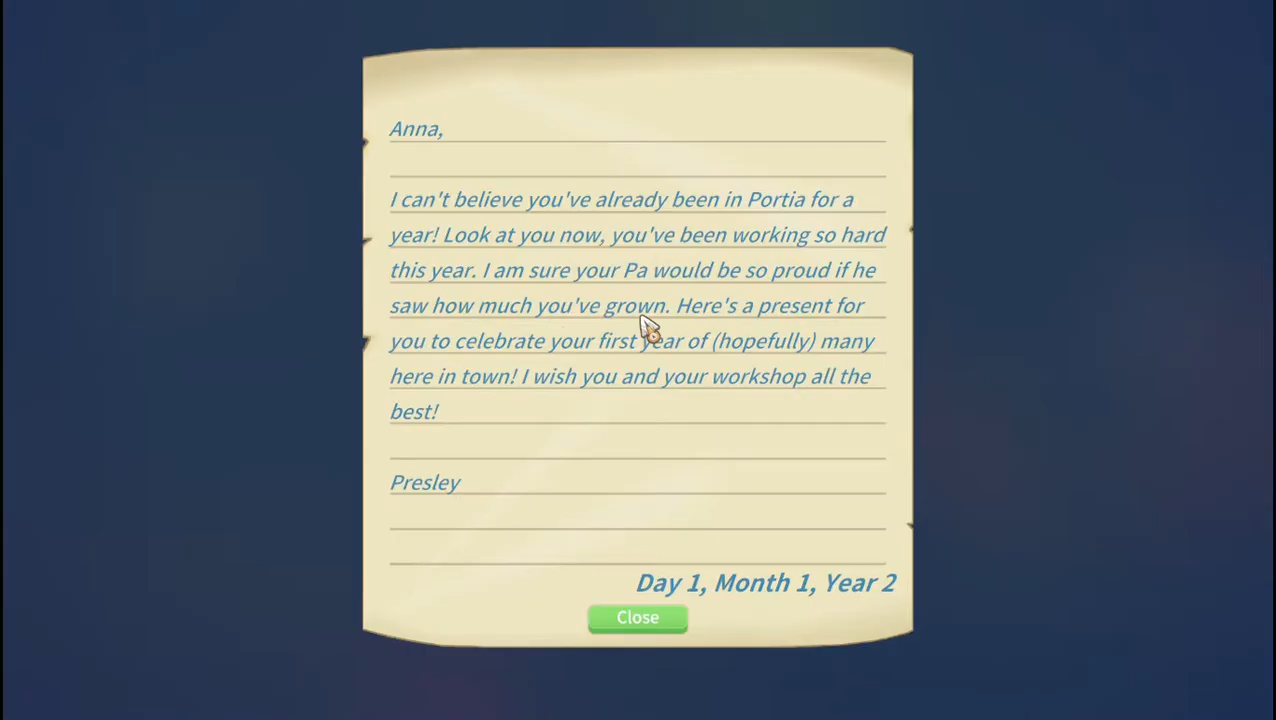 Anna,
I can't believe you've already been in Portia for a
year! Look at you now, you've been working so hard
this year. I am sure your Pa would be so proud if he
saw how much you've grown. Here's a present for
you to celebrate your first year of (hopefully) many
here in town! I wish you and your workshop all the
best!
Presley
Day 1, Month 1, Year 2
Close